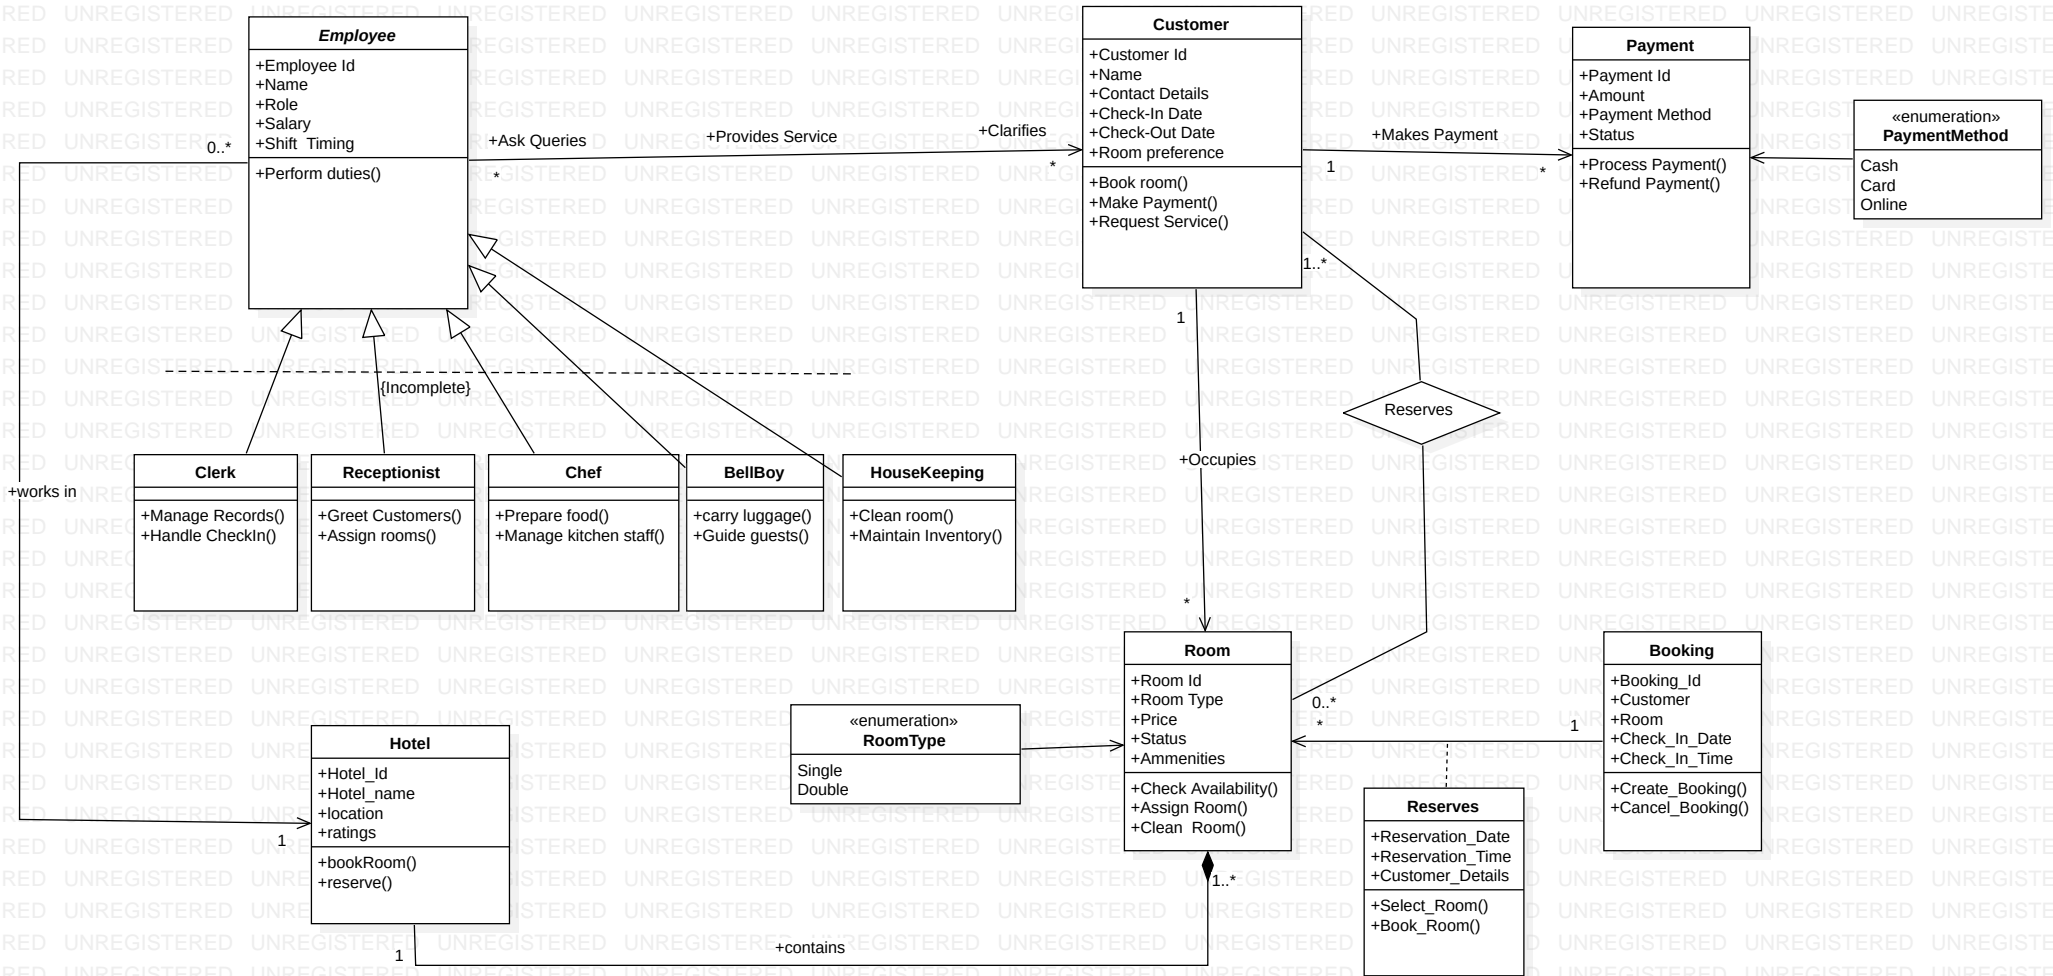 Employee
+Employee Id
+Name
+Role
+Salary
+Shift  Timing
+Perform duties()
Customer
+Customer Id
+Name
+Contact Details
+Check-In Date
+Check-Out Date
+Room preference
+Book room()
+Make Payment()
+Request Service()
Payment
+Payment Id
+Amount
+Payment Method
+Status
+Process Payment()
+Refund Payment()
«enumeration»
PaymentMethod
Cash
Card
Online
0..*
+Ask Queries
*
+Provides Service
+Clarifies
*
+Makes Payment
1
*
1..*
1
{Incomplete}
Reserves
+Occupies
+works in
Clerk
+Manage Records()
+Handle CheckIn()
Receptionist
+Greet Customers()
+Assign rooms()
Chef
+Prepare food()
+Manage kitchen staff()
BellBoy
+carry luggage()
+Guide guests()
HouseKeeping
+Clean room()
+Maintain Inventory()
*
Room
+Room Id
+Room Type
+Price
+Status
+Ammenities
+Check Availability()
+Assign Room()
+Clean  Room()
0..*
*
1
Booking
+Booking_Id
+Customer
+Room
+Check_In_Date
+Check_In_Time
+Create_Booking()
+Cancel_Booking()
«enumeration»
RoomType
Single
Double
Hotel
+Hotel_Id
+Hotel_name
+location
+ratings
+bookRoom()
+reserve()
1
Reserves
+Reservation_Date
+Reservation_Time
+Customer_Details
+Select_Room()
+Book_Room()
1..*
+contains
1
UNREGISTERED